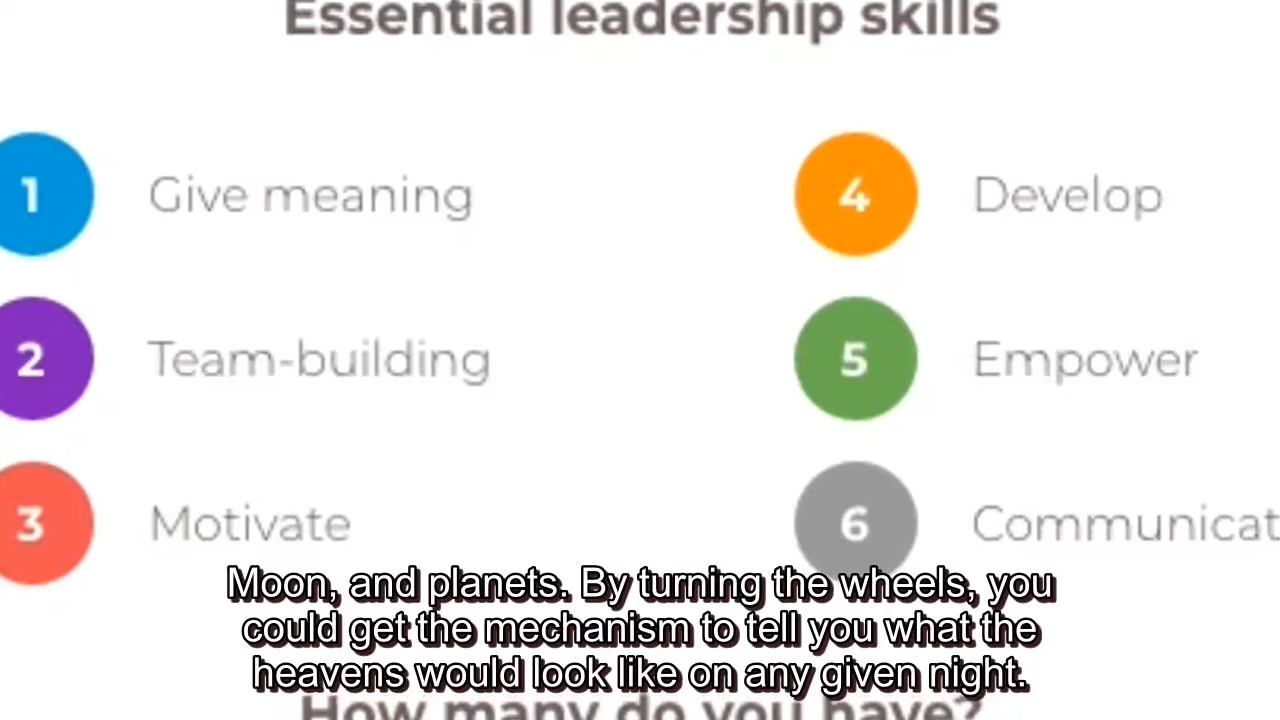 Essential leadership skills
1 Give meaning
2 Team-building
3 Motivate
4 Develop
5 Empower
6 Communicat
Moon, and planets. By turning the wheels, you
could get the mechanism to tell you what the
heavens would look like on any given night.
How many do you have?